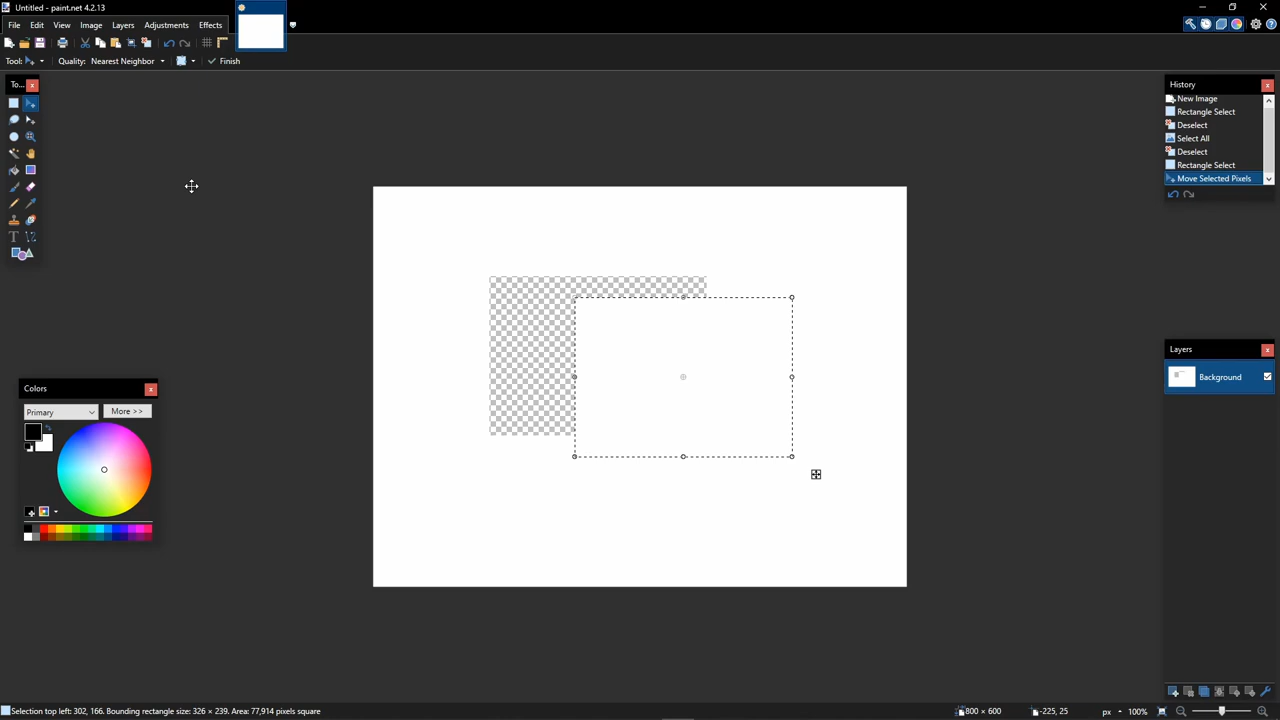 Untitled - paint.net 4.2.13
File Edit View Image Layers Adjustments Effects
Tool: Quality: Nearest Neighbor Finish
To...
History
New Image
Rectangle Select
Deselect
Select All
Deselect
Rectangle Select
Move Selected Pixels
Layers
Background
Colors
Primary More >>
Selection top left: 302, 166. Bounding rectangle size: 326 × 239. Area: 77,914 pixels square 800 × 600 -225, 25 px 100%